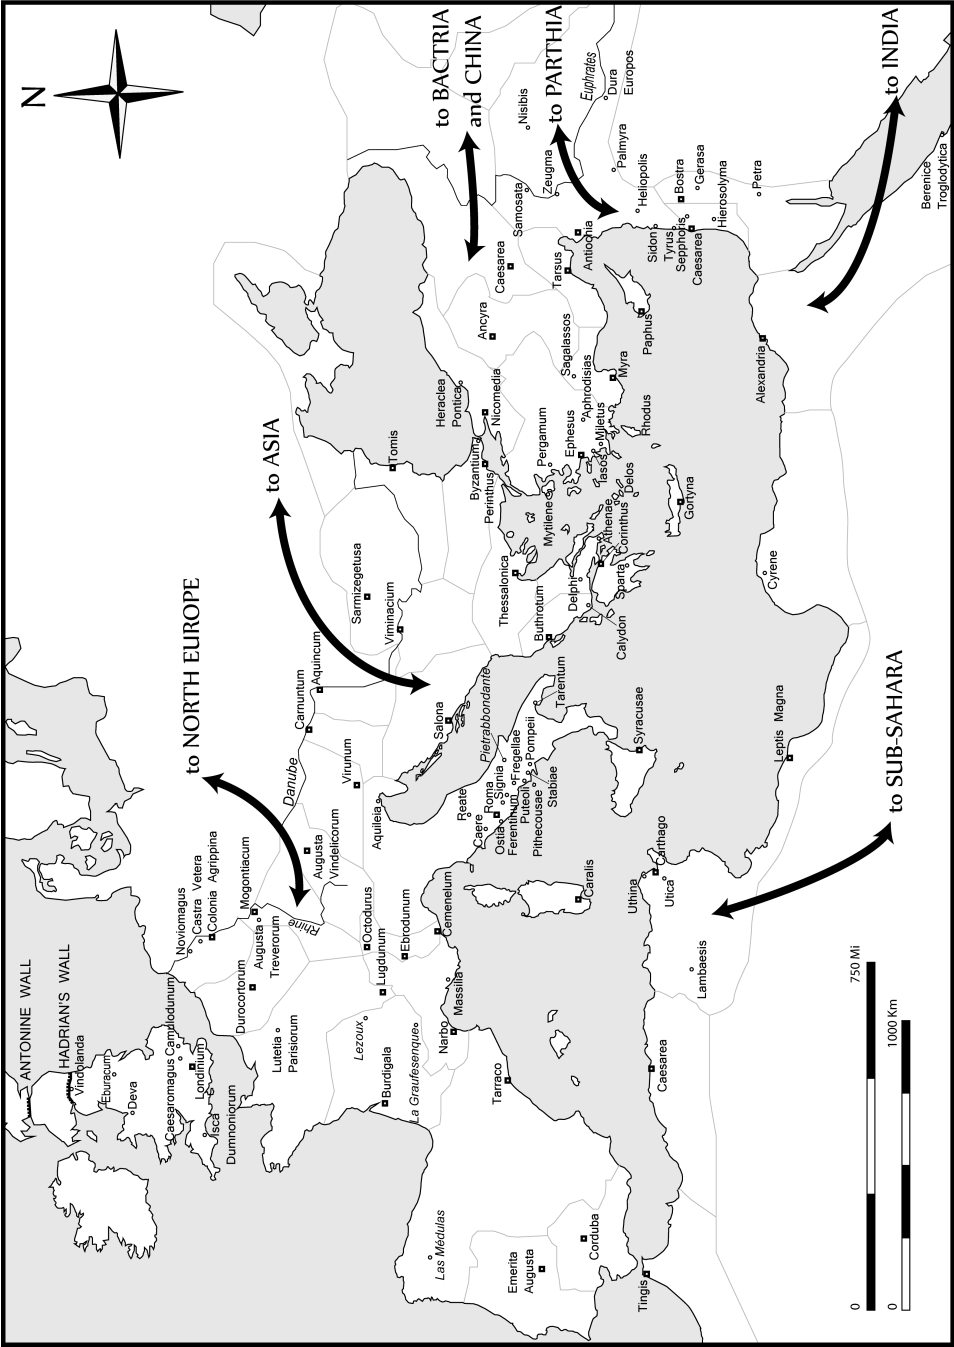 N
ANTONINE WALL
HADRIAN'S WALL
Vindolanda
Eburacum
Deva
Caesaromagus
Camulodunum
Londinium
Isca
Dumnoniorum
to NORTH EUROPE
Noviomagus
Castra Vetera
Colonia Agrippina
Mogontiacum
Durocortorum
Augusta
Treverorum
Rhine
Lutetia
Parisiorum
Danube
Carnuntum
Aquincum
Augusta
Vindelicorum
Virunum
Aquileia
Octodurus
Lugdunum
Lezoux
Burdigala
Ebrodunum
La Graufesenque
Cemenelum
Massilia
Narbo
Tarraco
Las Médulas
Emerita
Augusta
Corduba
Tingis
to ASIA
Sarmizegetusa
Viminacium
Tomis
Salona
Pietrabbondante
Reate
Caere
Roma
Ostia
Signia
Ferentinum
Fregellae
Puteoli
Pompeii
Pithecousae
Stabiae
Tarentum
Syracusae
Caralis
Uthina
Carthago
Utica
Lambaesis
Caesarea
Leptis Magna
to SUB-SAHARA
to BACTRIA
and CHINA
to PARTHIA
to INDIA
Heraclea
Pontica
Byzantium
Perinthus
Nicomedia
Ancyra
Caesarea
Samosata
Zeugma
Nisibis
Euphrates
Dura
Europos
Palmyra
Tarsus
Antiochia
Heliopolis
Sidon
Tyrus
Sepphoris
Caesarea
Bostra
Gerasa
Hierosolyma
Petra
Berenice
Troglodytica
Thessalonica
Buthrotum
Delphi
Calydon
Sparta
Athenae
Corinthus
Mytilene
Pergamum
Ephesus
Aphrodisias
Sagalassos
Miletus
Iasos
Delos
Myra
Rhodus
Paphus
Gortyna
Cyrene
Alexandria
0
750 Mi
0
1000 Km